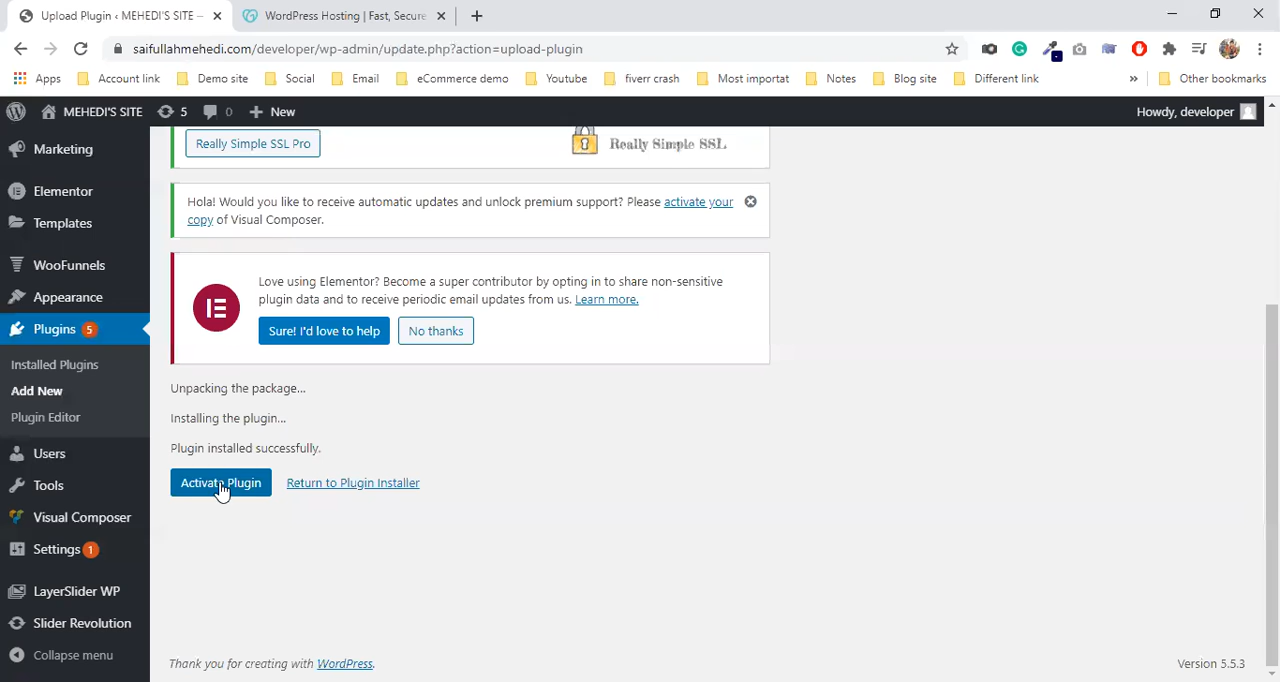 Upload Plugin ‹ MEHEDI'S SITE —
WordPress Hosting | Fast, Secure
saifullahmehedi.com/developer/wp-admin/update.php?action=upload-plugin
Apps Account link Demo site Social Email eCommerce demo Youtube fiverr crash Most importat Notes Blog site Different link » Other bookmarks
MEHEDI'S SITE 5 0 + New Howdy, developer
Marketing
Elementor
Templates
WooFunnels
Appearance
Plugins 5
Installed Plugins
Add New
Plugin Editor
Users
Tools
Visual Composer
Settings 1
LayerSlider WP
Slider Revolution
Collapse menu
Really Simple SSL Pro
Really Simple SSL
Hola! Would you like to receive automatic updates and unlock premium support? Please activate your
copy of Visual Composer.
Love using Elementor? Become a super contributor by opting in to share non-sensitive
plugin data and to receive periodic email updates from us. Learn more.
Sure! I'd love to help No thanks
Unpacking the package...
Installing the plugin...
Plugin installed successfully.
Activate Plugin Return to Plugin Installer
Thank you for creating with WordPress. Version 5.5.3